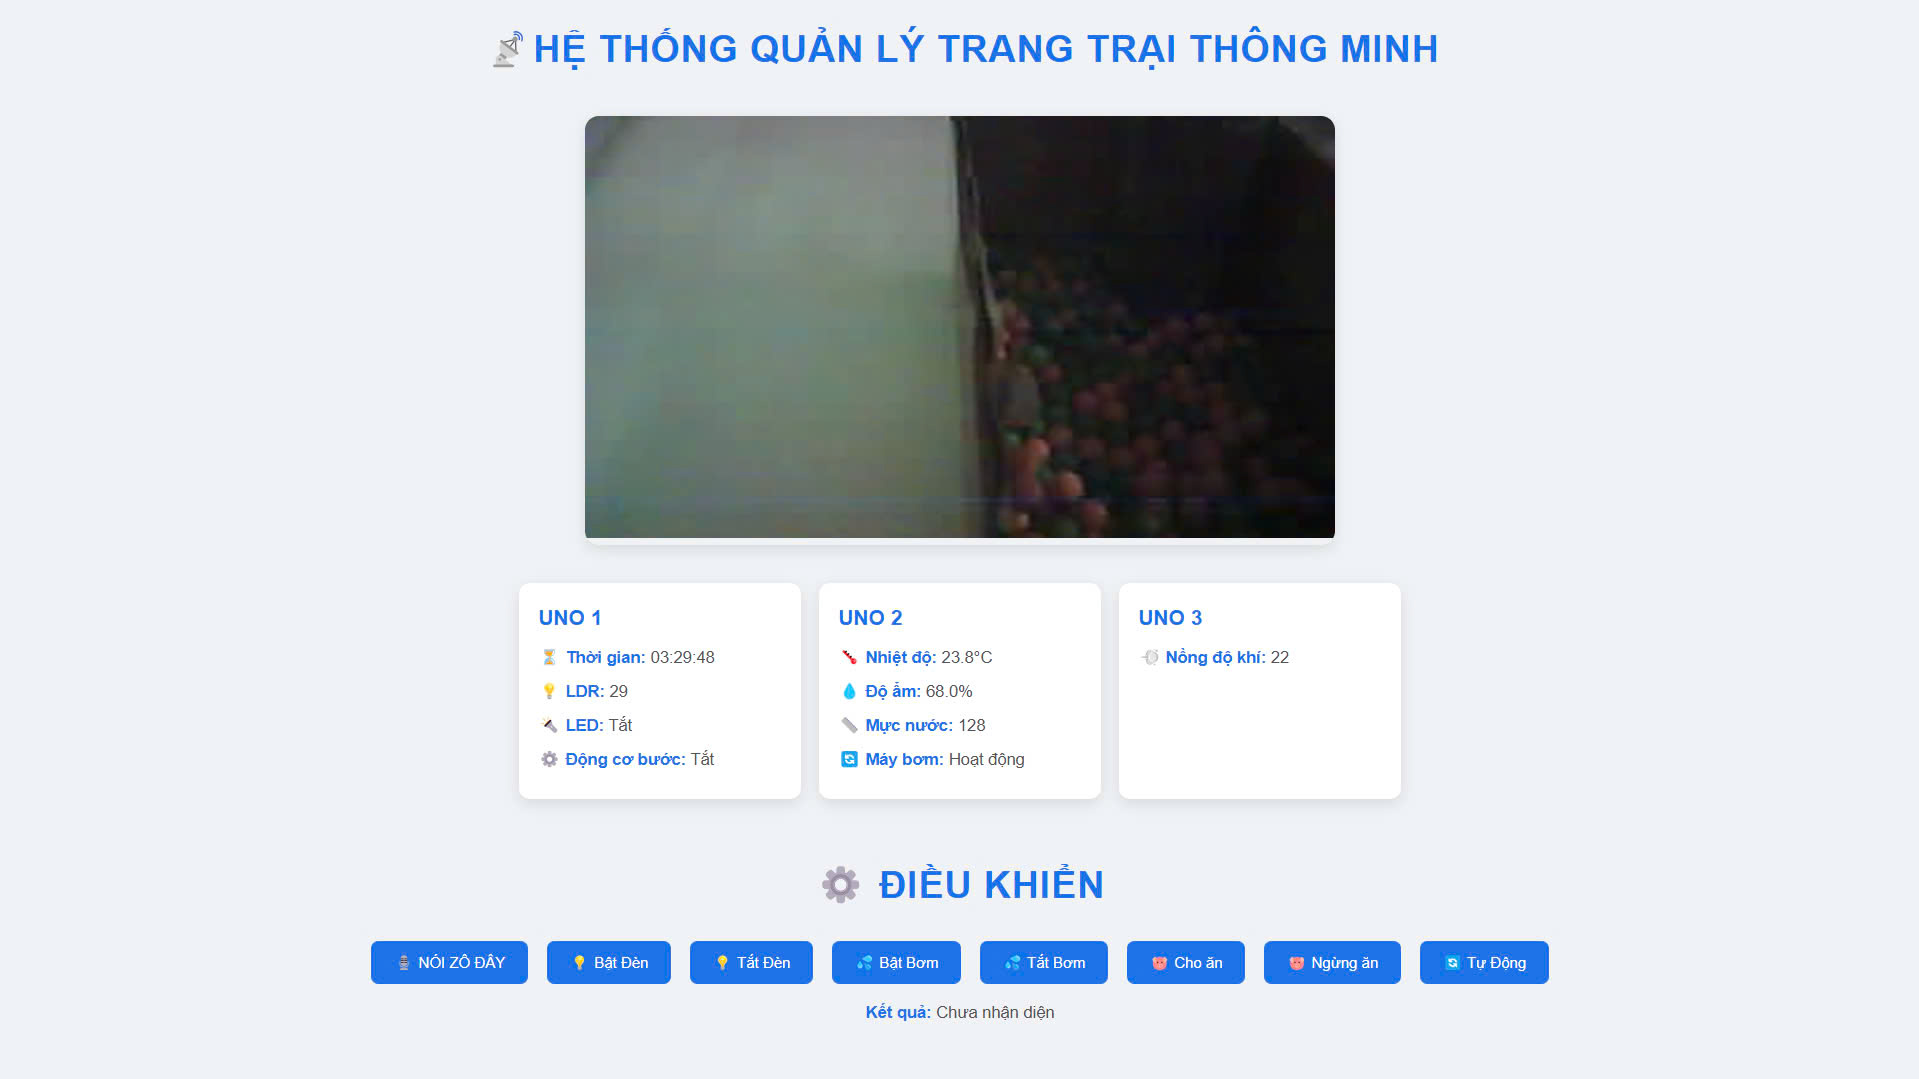 HỆ THỐNG QUẢN LÝ TRANG TRẠI THÔNG MINH
UNO 1
Thời gian: 03:29:48
LDR: 29
LED: Tắt
Động cơ bước: Tắt
UNO 2
Nhiệt độ: 23.8°C
Độ ẩm: 68.0%
Mực nước: 128
Máy bơm: Hoạt động
UNO 3
Nồng độ khí: 22
ĐIỀU KHIỂN
NÓI ZÔ ĐÂY
Bật Đèn
Tắt Đèn
Bật Bơm
Tắt Bơm
Cho ăn
Ngừng ăn
Tự Động
Kết quả: Chưa nhận diện